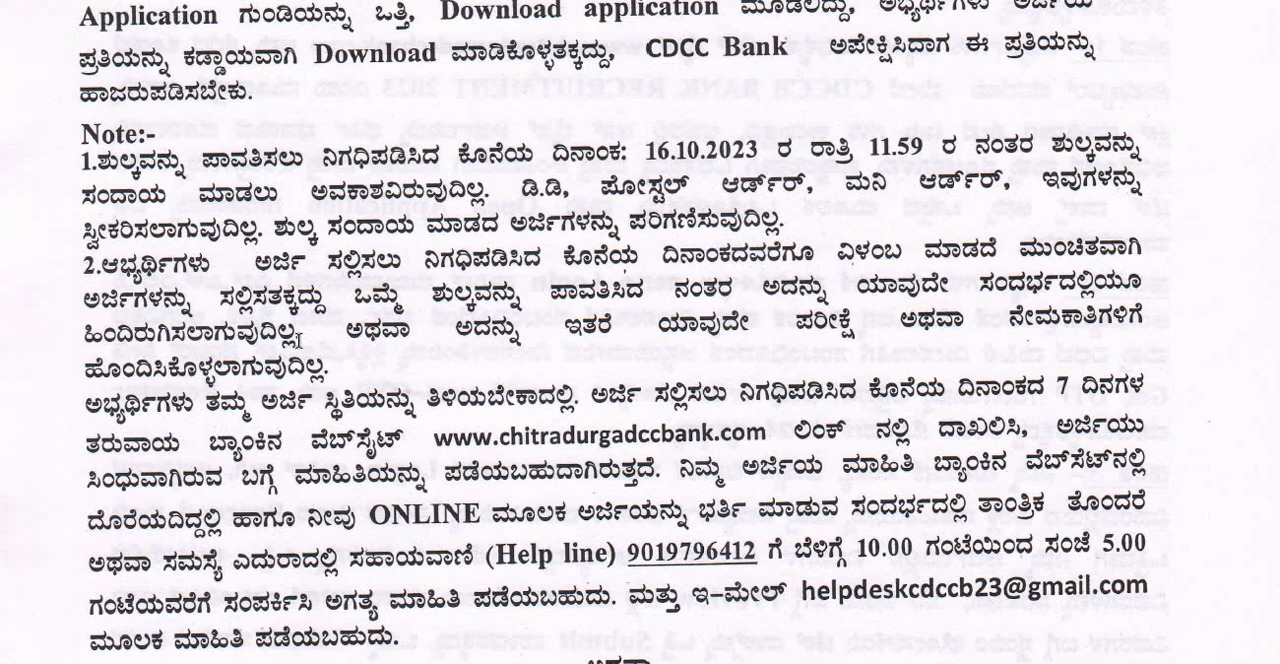 Application ಗುಂಡಿಯನ್ನು ಒತ್ತಿ, Download application ಮೂಡಲಿದ್ದು, ಅಭ್ಯರ್ಥಿಗಳು ಅರ್ಜಿಯ
ಪ್ರತಿಯನ್ನು ಕಡ್ಡಾಯವಾಗಿ Download ಮಾಡಿಕೊಳ್ಳತಕ್ಕದ್ದು, CDCC Bank ಅಪೇಕ್ಷಿಸಿದಾಗ ಈ ಪ್ರತಿಯನ್ನು
ಹಾಜರುಪಡಿಸಬೇಕು.
Note:-
1.ಶುಲ್ಕವನ್ನು ಪಾವತಿಸಲು ನಿಗಧಿಪಡಿಸಿದ ಕೊನೆಯ ದಿನಾಂಕ: 16.10.2023 ರ ರಾತ್ರಿ 11.59 ರ ನಂತರ ಶುಲ್ಕವನ್ನು
ಸಂದಾಯ ಮಾಡಲು ಅವಕಾಶವಿರುವುದಿಲ್ಲ. ಡಿ.ಡಿ, ಪೋಸ್ಟಲ್ ಆರ್ಡ್‌ರ್, ಮನಿ ಆರ್ಡ್‌ರ್, ಇವುಗಳನ್ನು
ಸ್ವೀಕರಿಸಲಾಗುವುದಿಲ್ಲ. ಶುಲ್ಕ ಸಂದಾಯ ಮಾಡದ ಅರ್ಜಿಗಳನ್ನು ಪರಿಗಣಿಸುವುದಿಲ್ಲ.
2.ಅಭ್ಯರ್ಥಿಗಳು ಅರ್ಜಿ ಸಲ್ಲಿಸಲು ನಿಗಧಿಪಡಿಸಿದ ಕೊನೆಯ ದಿನಾಂಕದವರೆಗೂ ವಿಳಂಬ ಮಾಡದೆ ಮುಂಚಿತವಾಗಿ
ಅರ್ಜಿಗಳನ್ನು ಸಲ್ಲಿಸತಕ್ಕದ್ದು ಒಮ್ಮೆ ಶುಲ್ಕವನ್ನು ಪಾವತಿಸಿದ ನಂತರ ಅದನ್ನು ಯಾವುದೇ ಸಂದರ್ಭದಲ್ಲಿಯೂ
ಹಿಂದಿರುಗಿಸಲಾಗುವುದಿಲ್ಲ. ಅಥವಾ ಅದನ್ನು ಇತರೆ ಯಾವುದೇ ಪರೀಕ್ಷೆ ಅಥವಾ ನೇಮಕಾತಿಗಳಿಗೆ
ಹೊಂದಿಸಿಕೊಳ್ಳಲಾಗುವುದಿಲ್ಲ.
ಅಭ್ಯರ್ಥಿಗಳು ತಮ್ಮ ಅರ್ಜಿ ಸ್ಥಿತಿಯನ್ನು ತಿಳಿಯಬೇಕಾದಲ್ಲಿ. ಅರ್ಜಿ ಸಲ್ಲಿಸಲು ನಿಗಧಿಪಡಿಸಿದ ಕೊನೆಯ ದಿನಾಂಕದ 7 ದಿನಗಳ
ತರುವಾಯ ಬ್ಯಾಂಕಿನ ವೆಬ್‌ಸೈಟ್ www.chitradurgadccbank.com ಲಿಂಕ್ ನಲ್ಲಿ ದಾಖಲಿಸಿ, ಅರ್ಜಿಯು
ಸಿಂಧುವಾಗಿರುವ ಬಗ್ಗೆ ಮಾಹಿತಿಯನ್ನು ಪಡೆಯಬಹುದಾಗಿರುತ್ತದೆ. ನಿಮ್ಮ ಅರ್ಜಿಯ ಮಾಹಿತಿ ಬ್ಯಾಂಕಿನ ವೆಬ್‌ಸೆಟ್‌ನಲ್ಲಿ
ದೊರೆಯದಿದ್ದಲ್ಲಿ ಹಾಗೂ ನೀವು ONLINE ಮೂಲಕ ಅರ್ಜಿಯನ್ನು ಭರ್ತಿ ಮಾಡುವ ಸಂದರ್ಭದಲ್ಲಿ ತಾಂತ್ರಿಕ ತೊಂದರೆ
ಅಥವಾ ಸಮಸ್ಯೆ ಎದುರಾದಲ್ಲಿ ಸಹಾಯವಾಣಿ (Help line) 9019796412 ಗೆ ಬೆಳಿಗ್ಗೆ 10.00 ಗಂಟೆಯಿಂದ ಸಂಜೆ 5.00
ಗಂಟೆಯವರೆಗೆ ಸಂಪರ್ಕಿಸಿ ಅಗತ್ಯ ಮಾಹಿತಿ ಪಡೆಯಬಹುದು. ಮತ್ತು ಇ-ಮೇಲ್ helpdeskcdccb23@gmail.com
ಮೂಲಕ ಮಾಹಿತಿ ಪಡೆಯಬಹುದು.